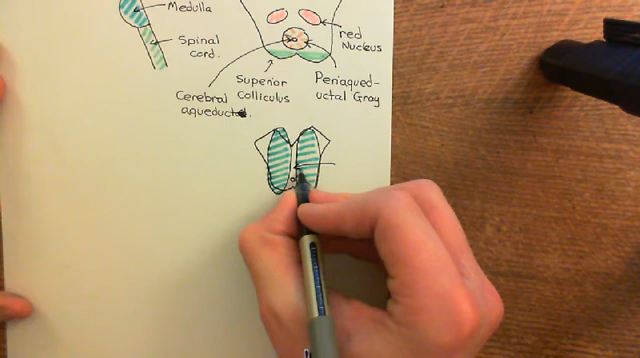 Medulla
Spinal
cord.
red
Nucleus
Superior
Colliculus
Periaqued-
uctal Gray
Cerebral
aqueduct.